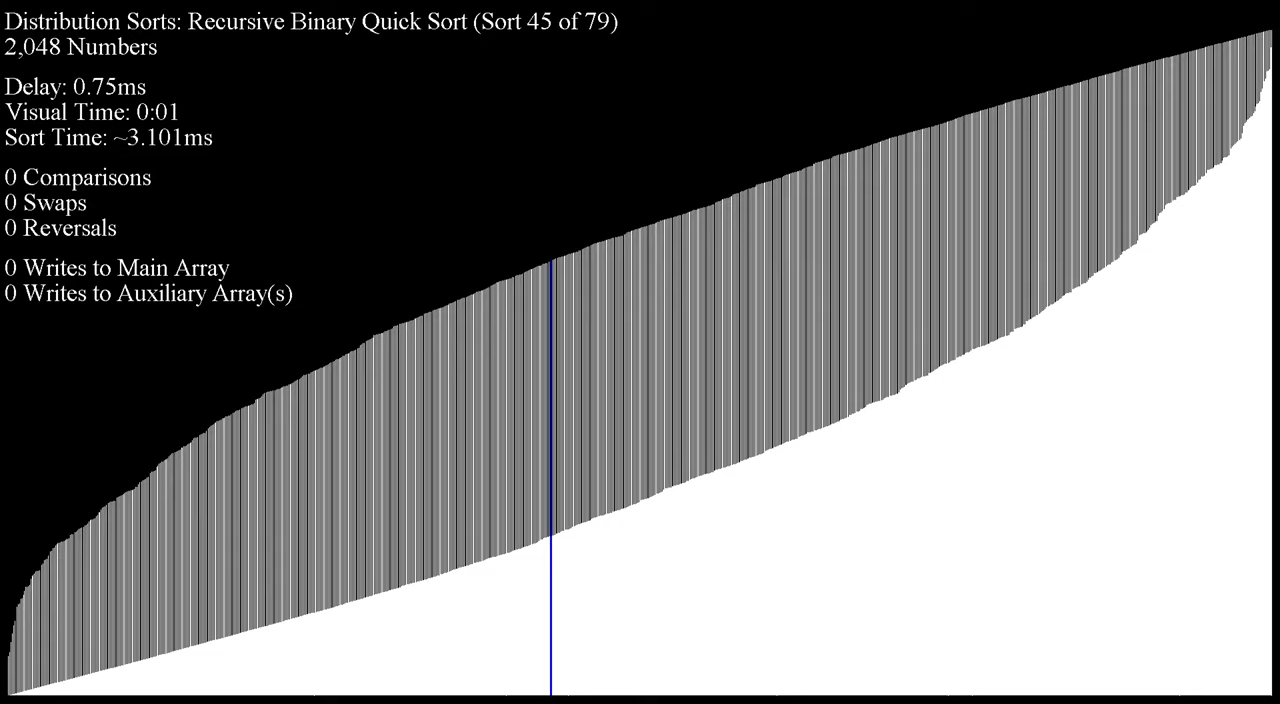 Distribution Sorts: Recursive Binary Quick Sort (Sort 45 of 79)
2,048 Numbers
Delay: 0.75ms
Visual Time: 0:01
Sort Time: ~3.101ms
0 Comparisons
0 Swaps
0 Reversals
0 Writes to Main Array
0 Writes to Auxiliary Array(s)